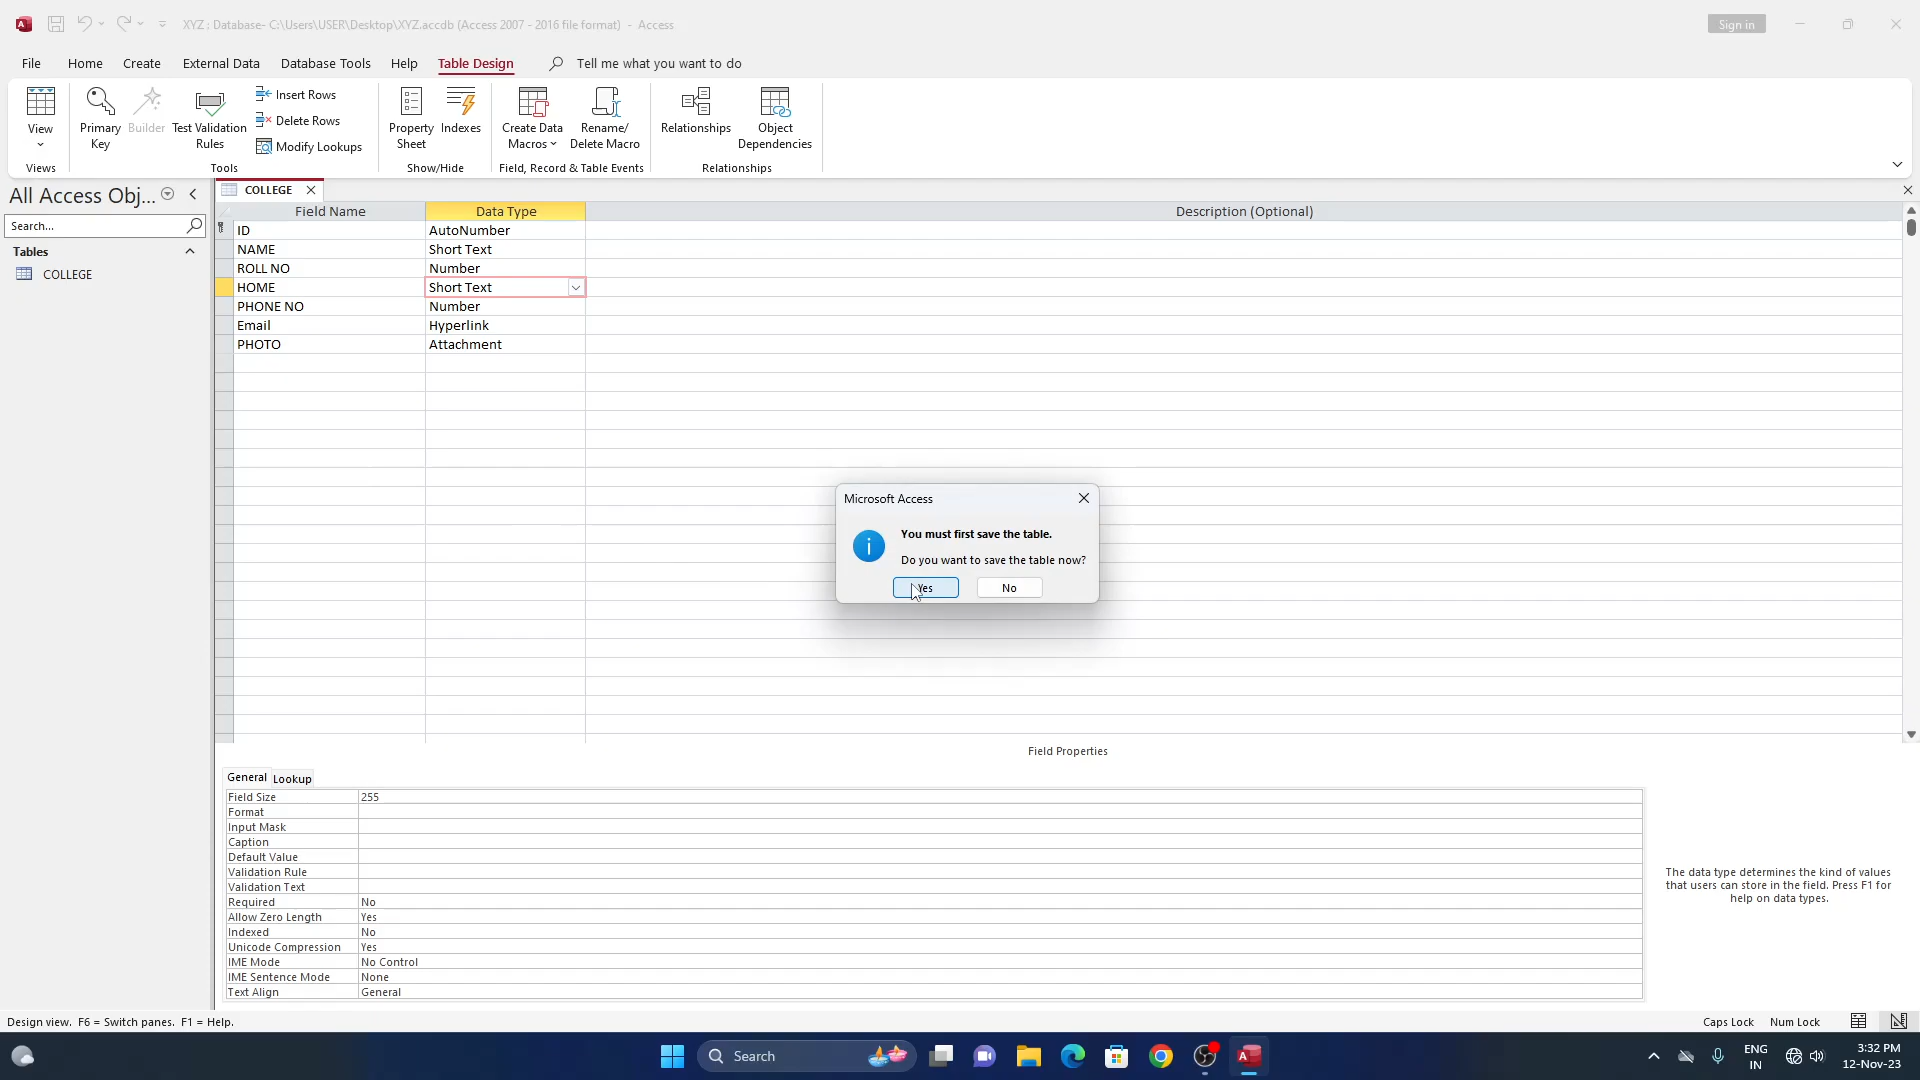 XYZ : Database- C:\Users\USER\Desktop\XYZ.accdb (Access 2007 - 2016 file format) - Access
Sign in
File Home Create External Data Database Tools Help Table Design Tell me what you want to do
View
Primary Key
Builder
Test Validation Rules
Insert Rows
Delete Rows
Modify Lookups
Property Sheet
Indexes
Create Data Macros
Rename/ Delete Macro
Relationships
Object Dependencies
Views Tools Show/Hide Field, Record & Table Events Relationships
All Access Obj...
Search...
Tables
COLLEGE
COLLEGE
Field Name Data Type Description (Optional)
ID AutoNumber
NAME Short Text
ROLL NO Number
HOME Short Text
PHONE NO Number
Email Hyperlink
PHOTO Attachment
Microsoft Access
You must first save the table.
Do you want to save the table now?
Yes No
Field Properties
General Lookup
Field Size 255
Format
Input Mask
Caption
Default Value
Validation Rule
Validation Text
Required No
Allow Zero Length Yes
Indexed No
Unicode Compression Yes
IME Mode No Control
IME Sentence Mode None
Text Align General
The data type determines the kind of values
that users can store in the field. Press F1 for
help on data types.
Design view. F6 = Switch panes. F1 = Help.
Caps Lock Num Lock
Search
ENG
IN
3:32 PM
12-Nov-23